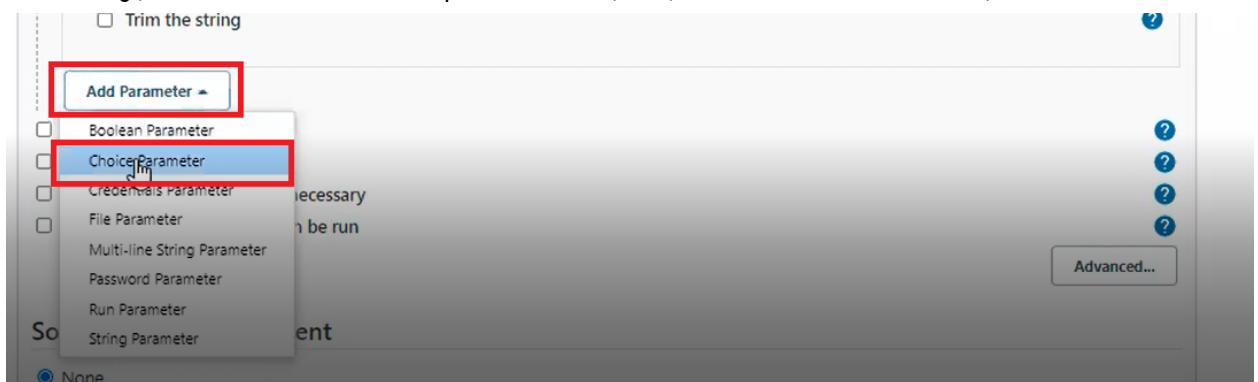 Trim the string
Add Parameter
Boolean Parameter
Choice Parameter
Credentials Parameter
necessary
File Parameter
n be run
Multi-line String Parameter
Advanced...
Password Parameter
Run Parameter
So
ent
String Parameter
None